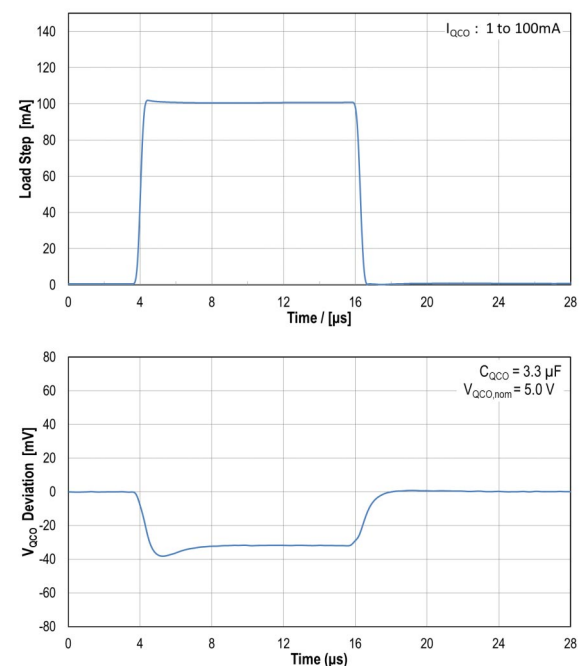 I_QCO : 1 to 100mA
140
120
100
80
60
40
20
0
Load Step [mA]
0 4 8 12 16 20 24 28
Time / [µs]
C_QCO = 3.3 µF
V_QCO,nom = 5.0 V
80
60
40
20
0
-20
-40
-60
-80
V_QCO Deviation [mV]
0 4 8 12 16 20 24 28
Time (µs)